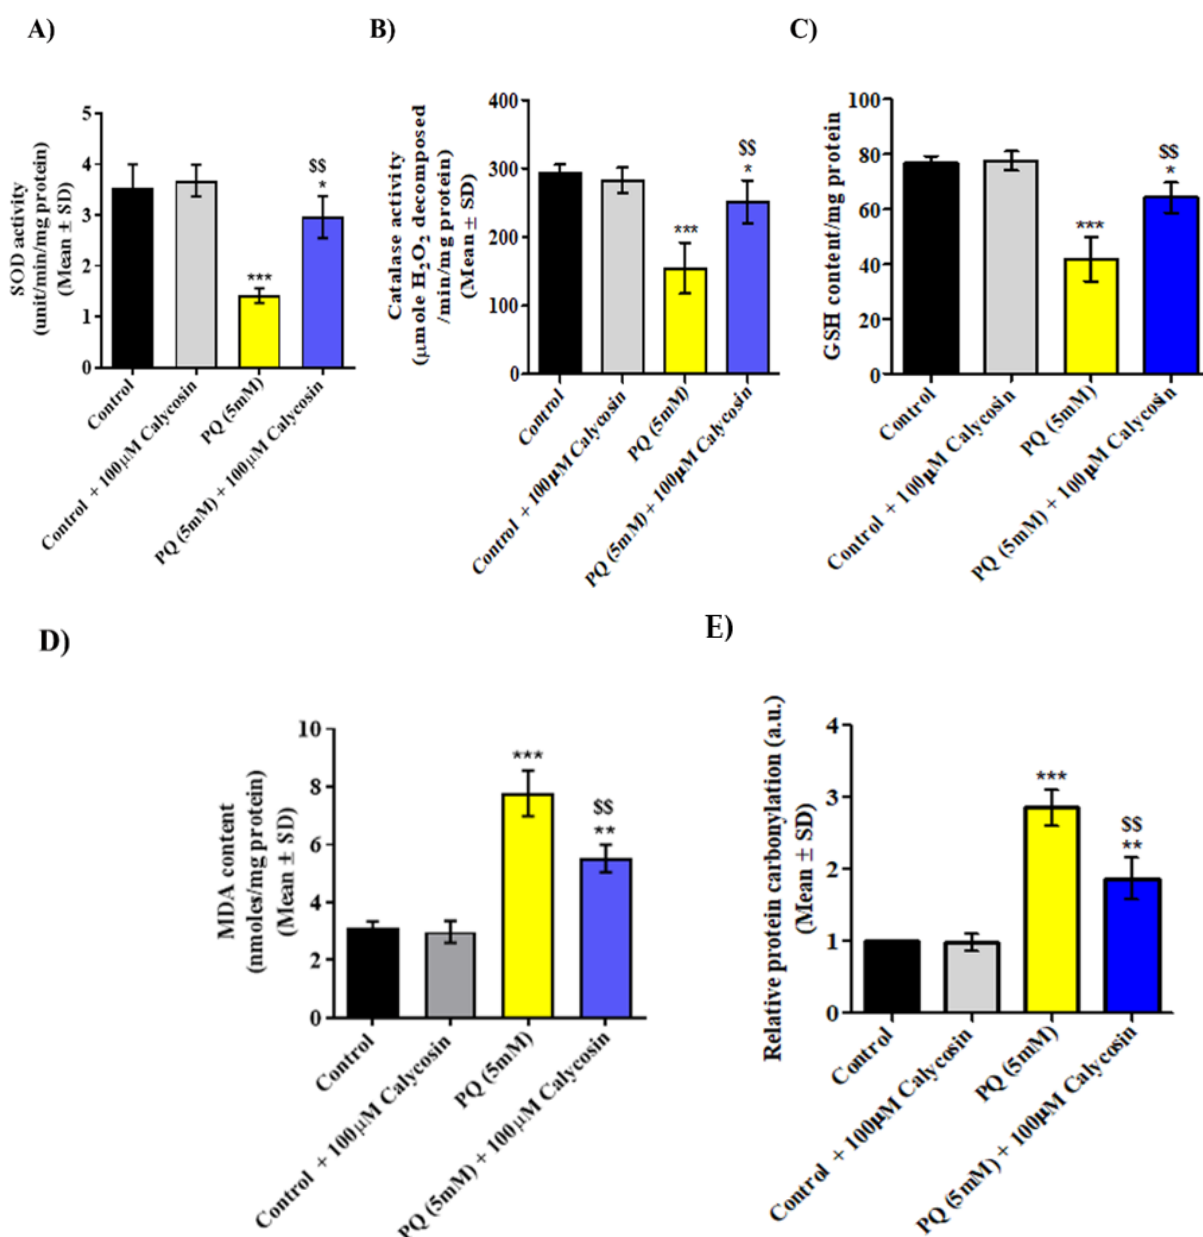 A)
SOD activity
(unit/min/mg protein)
(Mean ± SD)
5
4
3
2
1
0
***
$$
*
Control
Control + 100μM Calycosin
PQ (5mM)
PQ (5mM) + 100μM Calycosin
B)
Catalase activity
(μmole H₂O₂ decomposed
/min/mg protein)
(Mean ± SD)
400
300
200
100
0
***
$$
*
Control
Control + 100μM Calycosin
PQ (5mM)
PQ (5mM) + 100μM Calycosin
C)
GSH content/mg protein
100
80
60
40
20
0
***
$$
*
Control
Control + 100μM Calycosin
PQ (5mM)
PQ (5mM) + 100μM Calycosin
D)
MDA content
(nmoles/mg protein)
(Mean ± SD)
10
8
6
4
2
0
***
$$
**
Control
Control + 100μM Calycosin
PQ (5mM)
PQ (5mM) + 100μM Calycosin
E)
Relative protein carbonylation (a.u.)
(Mean ± SD)
4
3
2
1
0
***
$$
**
Control
Control + 100μM Calycosin
PQ (5mM)
PQ (5mM) + 100μM Calycosin